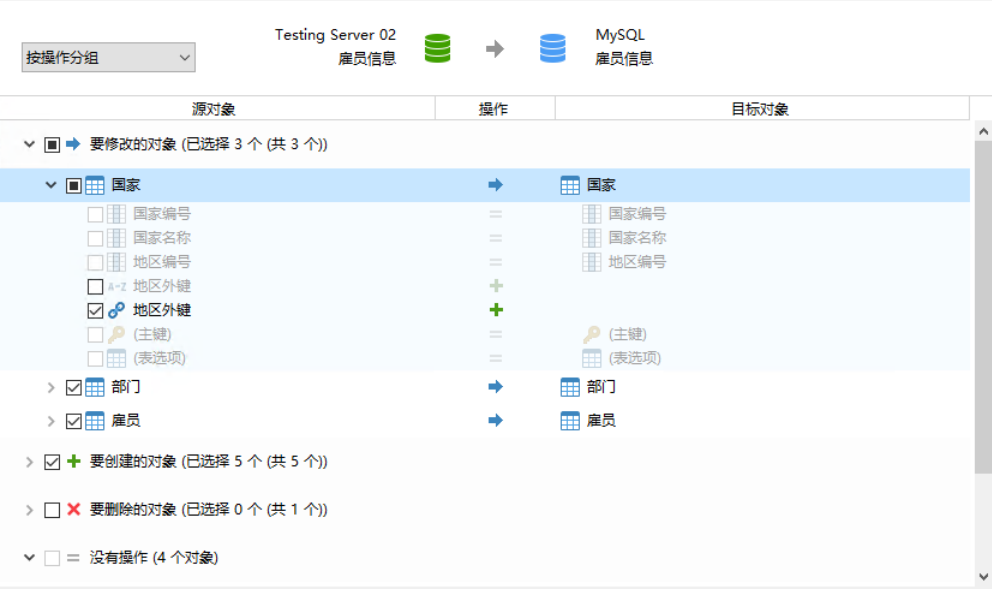 按操作分组
Testing Server 02
雇员信息
MySQL
雇员信息
源对象 操作 目标对象
要修改的对象 (已选择 3 个 (共 3 个))
国家 国家
国家编号 = 国家编号
国家名称 = 国家名称
地区编号 = 地区编号
A-Z 地区外键 +
地区外键 +
(主键) = (主键)
(表选项) = (表选项)
部门 部门
雇员 雇员
+ 要创建的对象 (已选择 5 个 (共 5 个))
要删除的对象 (已选择 0 个 (共 1 个))
= 没有操作 (4 个对象)